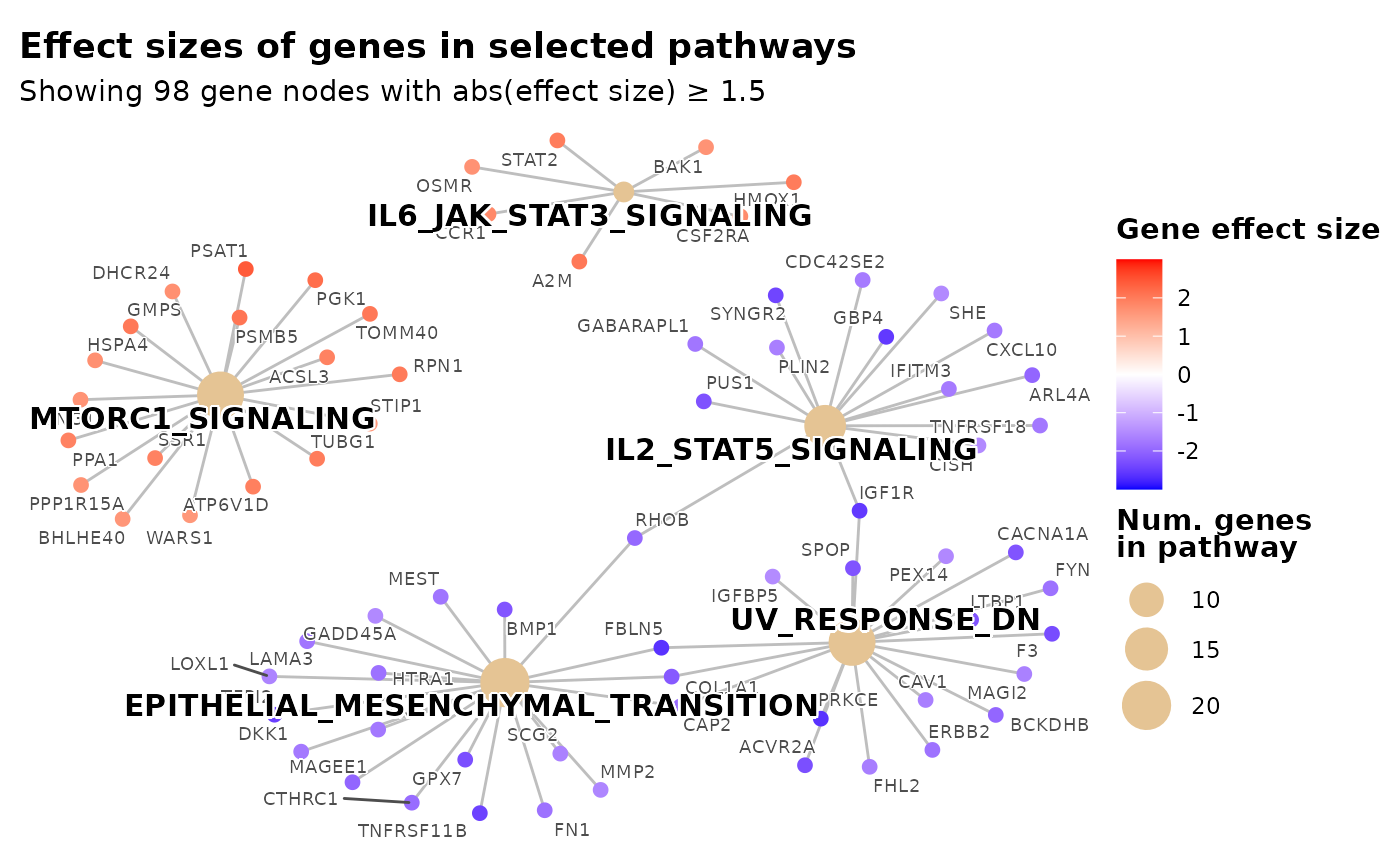 Effect sizes of genes in selected pathways
Showing 98 gene nodes with abs(effect size) ≥ 1.5
STAT2
BAK1
OSMR
HMOX1
IL6_JAK_STAT3_SIGNALING
CCR1
CSF2RA
A2M
PSAT1
DHCR24
PGK1
GMPS
TOMM40
PSMB5
HSPA4
RPN1
ACSL3
STIP1
MTORC1_SIGNALING
SSR1
TUBG1
PPA1
PPP1R15A
ATP6V1D
BHLHE40
WARS1
CDC42SE2
SYNGR2
SHE
GBP4
GABARAPL1
CXCL10
PLIN2
IFITM3
PUS1
ARL4A
TNFRSF18
IL2_STAT5_SIGNALING
CISH
IGF1R
RHOB
CACNA1A
SPOP
PEX14
FYN
IGFBP5
LTBP1
UV_RESPONSE_DN
F3
MEST
BMP1
FBLN5
GADD45A
LAMA3
LOXL1
HTRA1
COL1A1
CAV1
MAGI2
PRKCE
EPITHELIAL_MESENCHYMAL_TRANSITION
CAP2
BCKDHB
ERBB2
DKK1
SCG2
ACVR2A
MAGEE1
GPX7
MMP2
FHL2
CTHRC1
TNFRSF11B
FN1
Gene effect size
2
1
0
-1
-2
Num. genes
in pathway
10
15
20